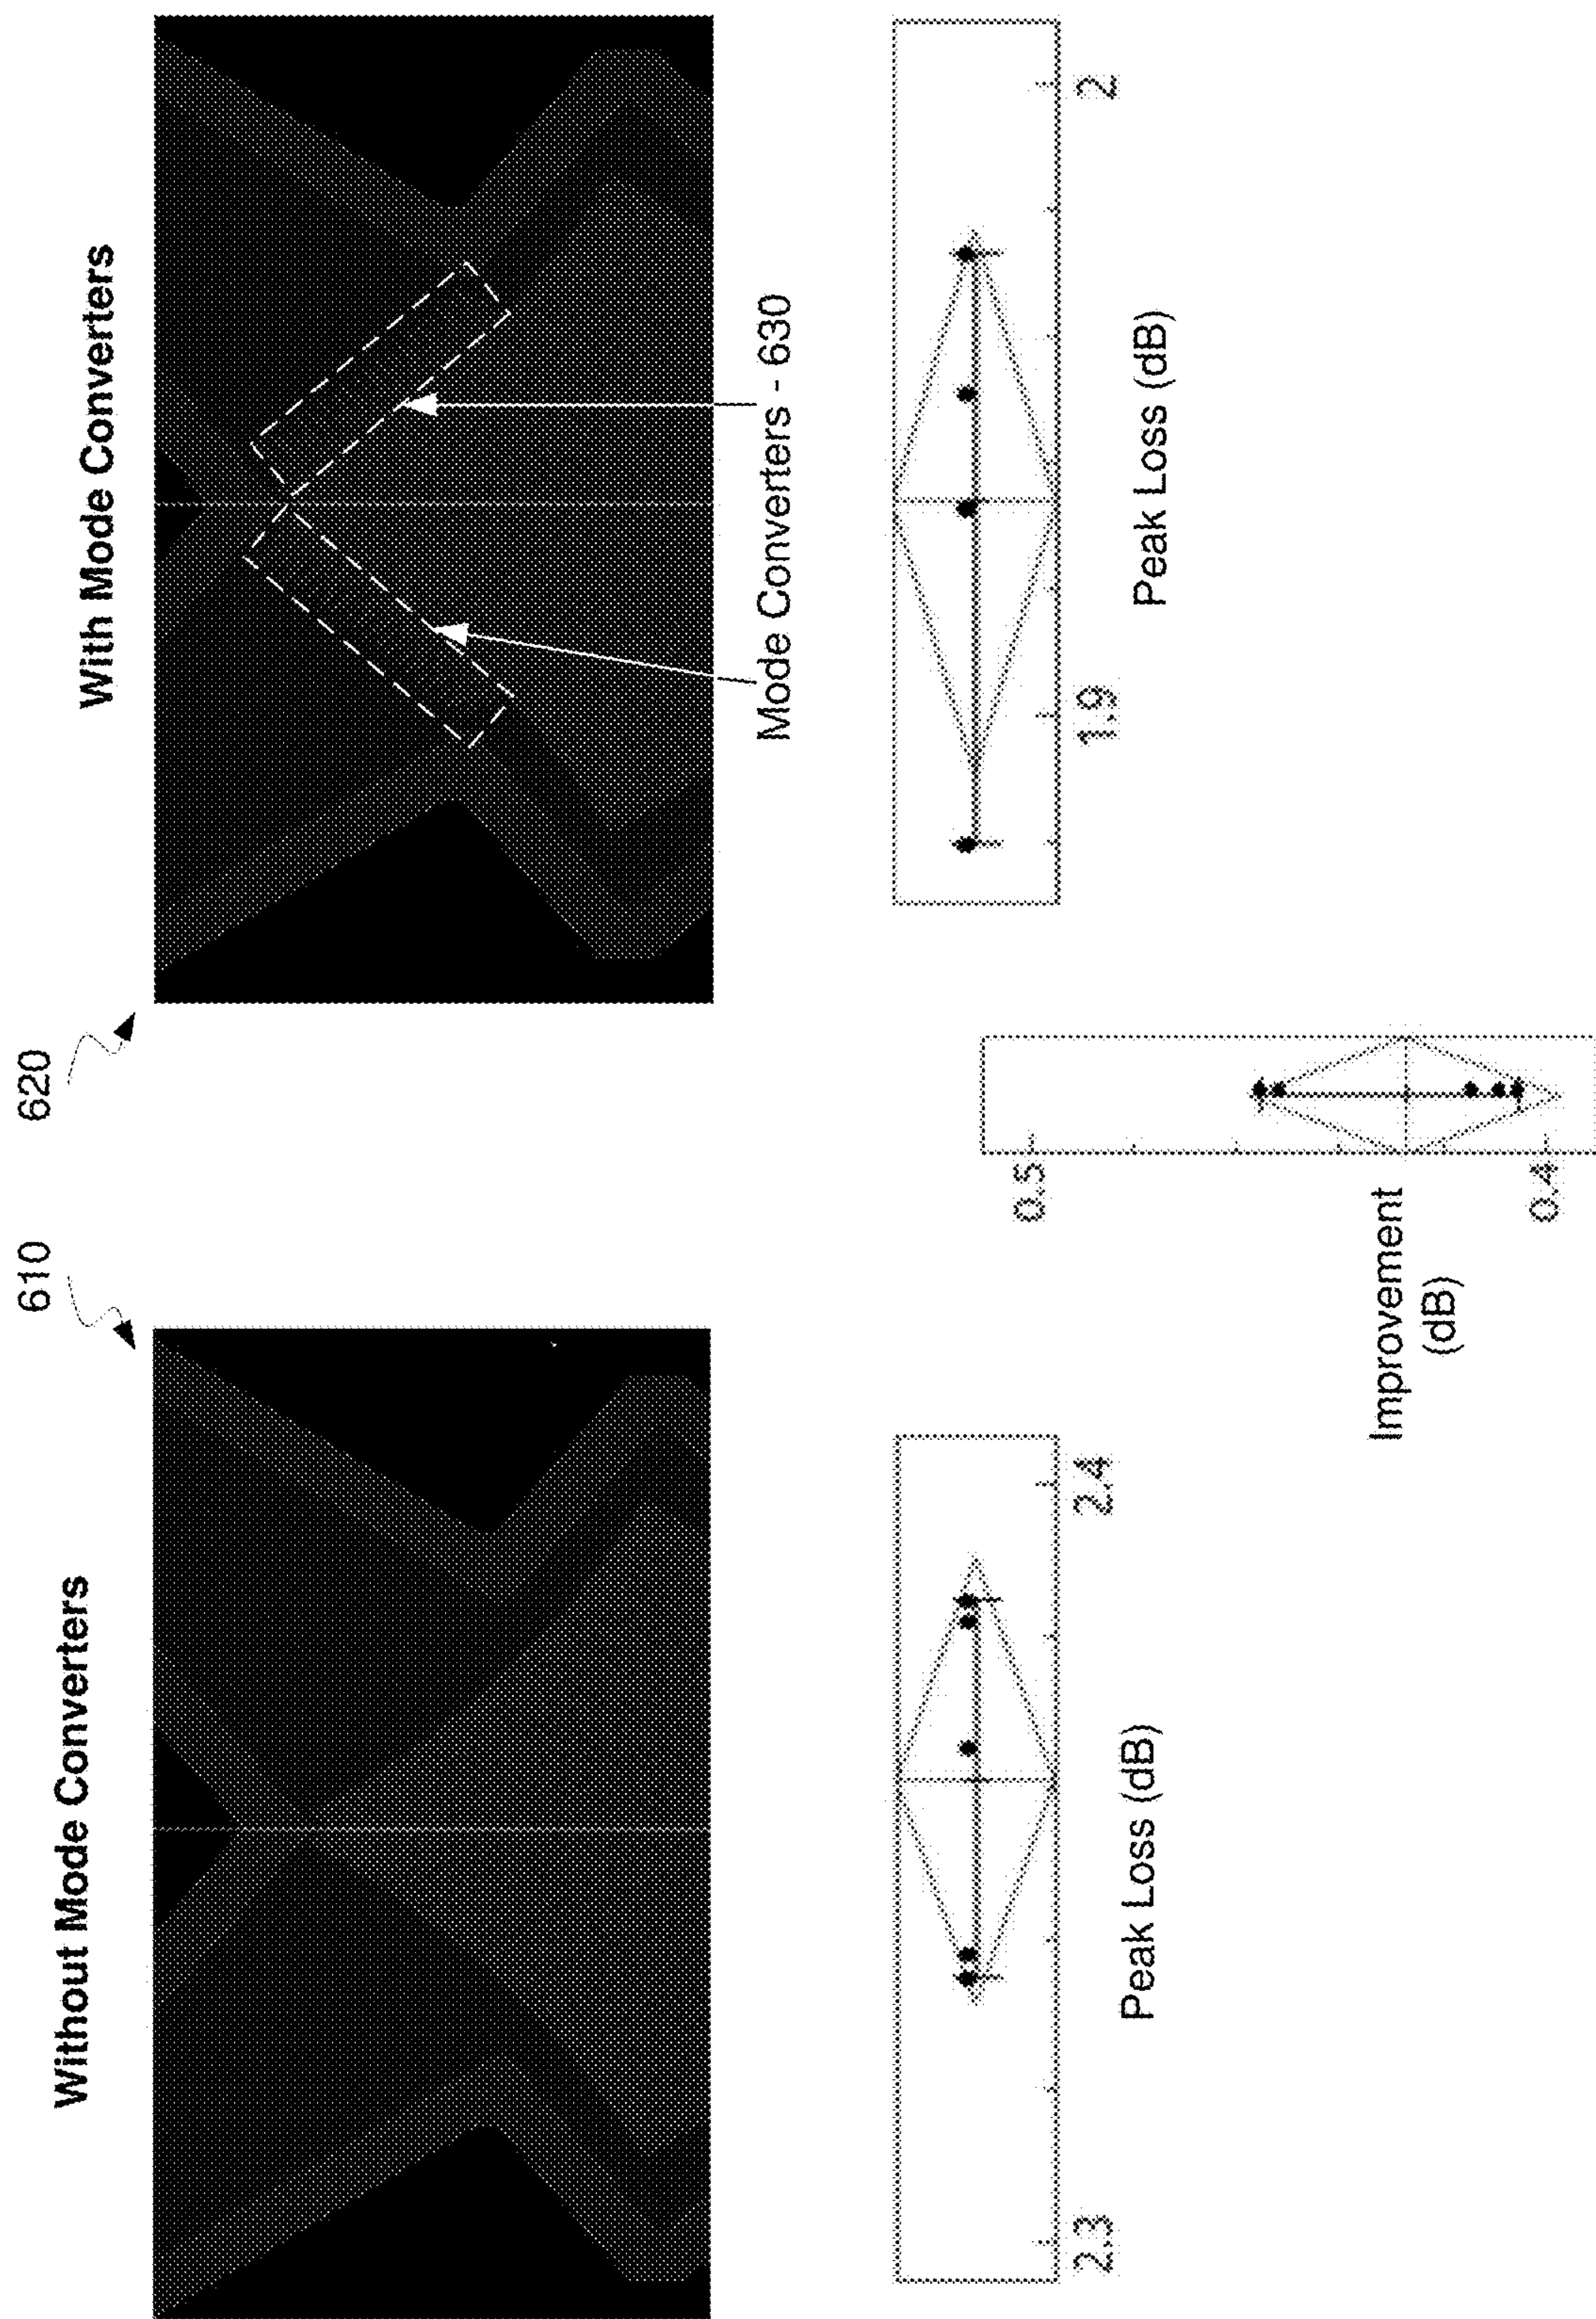 Without Mode Converters
610
2.3
2.4
Peak Loss (dB)
With Mode Converters
620
Mode Converters - 630
1.9
2
Peak Loss (dB)
0.5
0.4
Improvement
(dB)